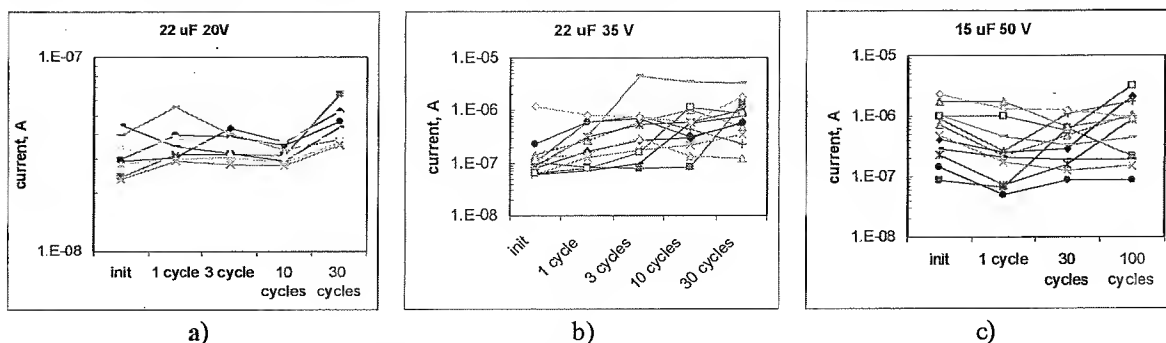 22 uF 20V
1.E-07
1.E-08
current, A
init
1 cycle
3 cycle
10 cycles
30 cycles
a)
22 uF 35 V
1.E-05
1.E-06
1.E-07
1.E-08
current, A
init
1 cycle
3 cycles
10 cycles
30 cycles
b)
15 uF 50 V
1.E-05
1.E-06
1.E-07
1.E-08
current, A
init
1 cycle
30 cycles
100 cycles
c)